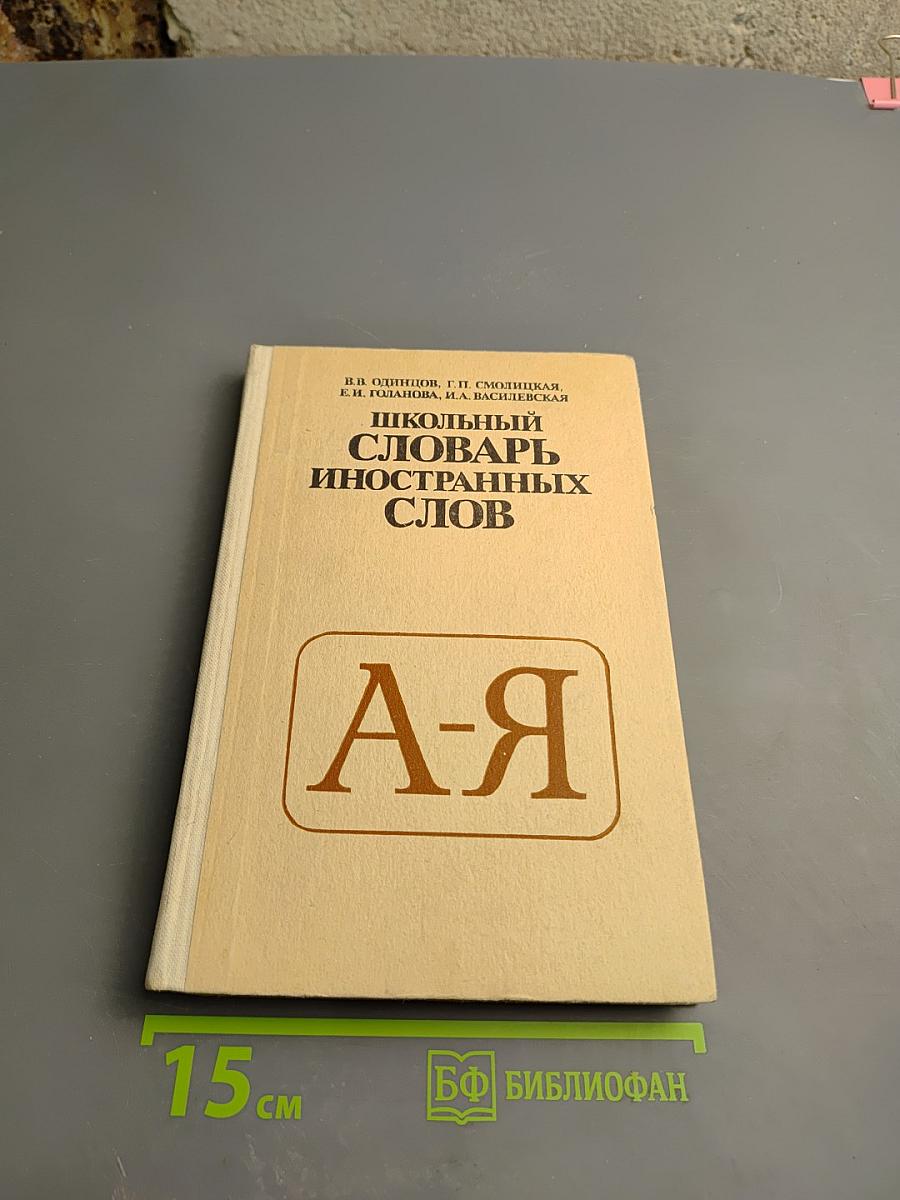 В.В. ОДИНЦОВ, Г.П. СМОЛИЦКАЯ,
Е.И. ГОЛАНОВА, И.А. ВАСИЛЕВСКАЯ
ШКОЛЬНЫЙ
СЛОВАРЬ
ИНОСТРАННЫХ
СЛОВ
А-Я
15 см
БФ БИБЛИОФАН